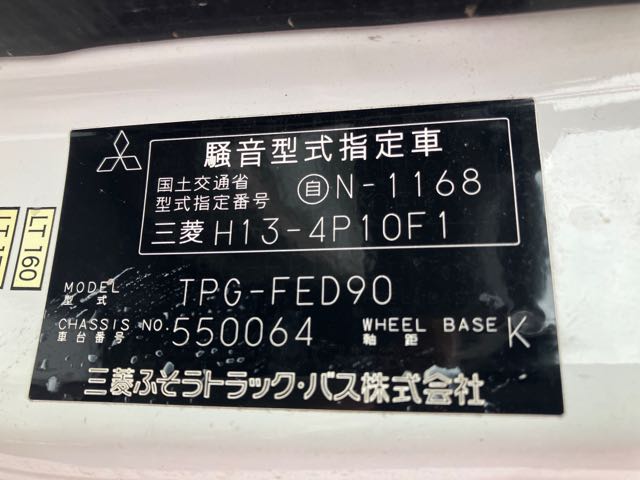 騒音型式指定車
国土交通省
型式指定番号 自N-1168
三菱 H13-4P10F1
MODEL
型式 TPG-FED90
CHASSIS NO.
車台番号 550064
WHEEL BASE
軸距 K
三菱ふそうトラック・バス株式会社
LT 160